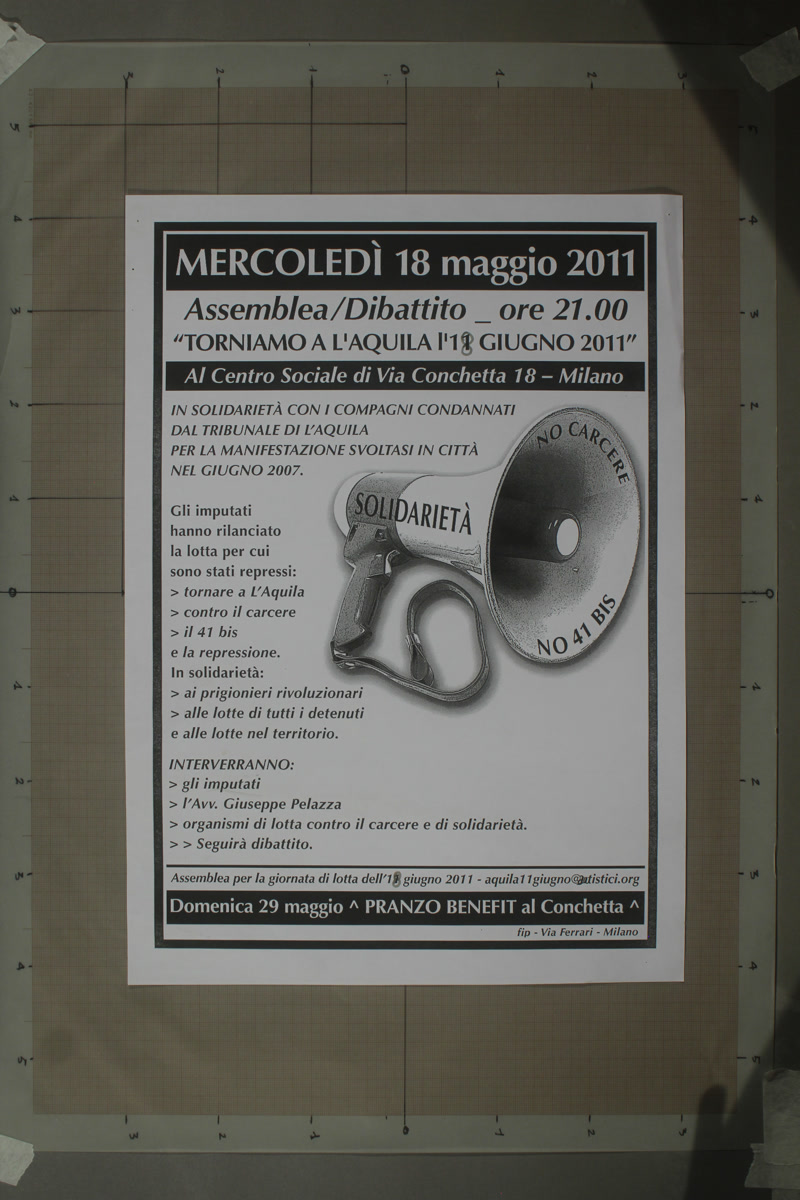 MERCOLEDÌ 18 maggio 2011
Assemblea/Dibattito _ ore 21.00
“TORNIAMO A L'AQUILA l'11 GIUGNO 2011”
Al Centro Sociale di Via Conchetta 18 – Milano
IN SOLIDARIETÀ CON I COMPAGNI CONDANNATI
DAL TRIBUNALE DI L’AQUILA
PER LA MANIFESTAZIONE SVOLTASI IN CITTÀ
NEL GIUGNO 2007.
NO CARCERE
SOLIDARIETÀ
NO 41 BIS
Gli imputati
hanno rilanciato
la lotta per cui
sono stati repressi:
> tornare a L’Aquila
> contro il carcere
> il 41 bis
e la repressione.
In solidarietà:
> ai prigionieri rivoluzionari
> alle lotte di tutti i detenuti
e alle lotte nel territorio.
INTERVERRANNO:
> gli imputati
> l’Avv. Giuseppe Pelazza
> organismi di lotta contro il carcere e di solidarietà.
> > Seguirà dibattito.
Assemblea per la giornata di lotta dell’11 giugno 2011 - aquila11giugno@autistici.org
Domenica 29 maggio ^ PRANZO BENEFIT al Conchetta ^
fip - Via Ferrari - Milano